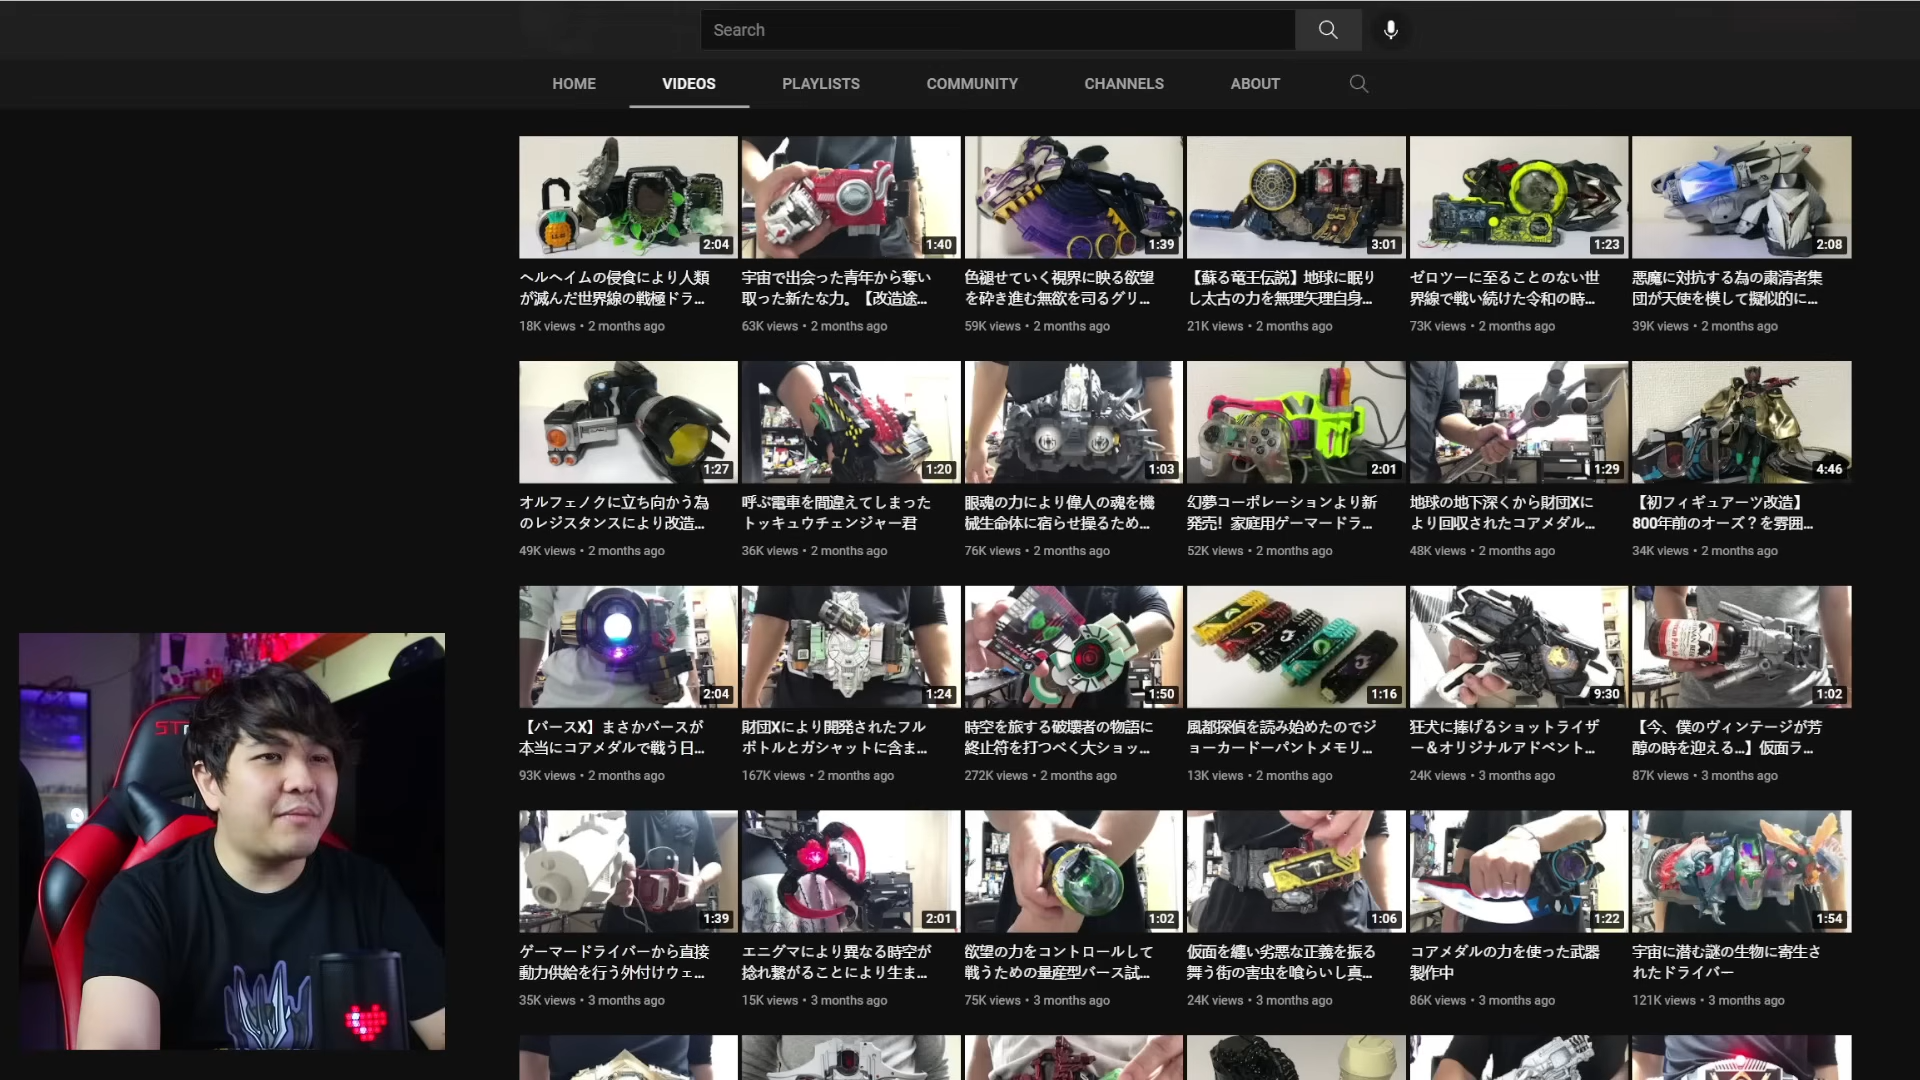 Search
HOME VIDEOS PLAYLISTS COMMUNITY CHANNELS ABOUT
2:04 1:40 1:39 3:01 1:23 2:08
ヘルヘイムの侵食により人類
が滅んだ世界線の戦極ドラ...
18K views • 2 months ago
宇宙で出会った青年から奪い
取った新たな力。【改造途...
63K views • 2 months ago
色褪せていく視界に映る欲望
を砕き進む無欲を司るグリ...
59K views • 2 months ago
【蘇る竜王伝説】地球に眠り
し太古の力を無理矢理自身...
21K views • 2 months ago
ゼロツーに至ることのない世
界線で戦い続けた令和の時...
73K views • 2 months ago
悪魔に対抗する為の粛清者集
団が天使を模して擬似的に...
39K views • 2 months ago
1:27 1:20 1:03 2:01 1:29 4:46
オルフェノクに立ち向かう為
のレジスタンスにより改造...
49K views • 2 months ago
呼ぶ電車を間違えてしまった
トッキュウチェンジャー君
36K views • 2 months ago
眼魂の力により偉人の魂を機
械生命体に宿らせ操るため...
76K views • 2 months ago
幻夢コーポレーションより新
発売！家庭用ゲーマードラ...
52K views • 2 months ago
地球の地下深くから財団Xに
より回収されたコアメダル...
48K views • 2 months ago
【初フィギュアーツ改造】
800年前のオーズ？を雰囲...
34K views • 2 months ago
2:04 1:24 1:50 1:16 9:30 1:02
【バースX】まさかバースが
本当にコアメダルで戦う日...
93K views • 2 months ago
財団Xにより開発されたフル
ボトルとガシャットに含ま...
167K views • 2 months ago
時空を旅する破壊者の物語に
終止符を打つべく大ショッ...
272K views • 2 months ago
風都探偵を読み始めたのでジ
ョーカードーパントメモリ...
13K views • 2 months ago
狂犬に捧げるショットライザ
ー＆オリジナルアドベント...
24K views • 3 months ago
【今、僕のヴィンテージが芳
醇の時を迎える...】仮面ラ...
87K views • 3 months ago
1:39 2:01 1:02 1:06 1:22 1:54
ゲーマードライバーから直接
動力供給を行う外付けウェ...
35K views • 3 months ago
エニグマにより異なる時空が
捻れ繋がることにより生ま...
15K views • 3 months ago
欲望の力をコントロールして
戦うための量産型バース試...
75K views • 3 months ago
仮面を纏い劣悪な正義を振る
舞う街の害虫を喰らいし真...
24K views • 3 months ago
コアメダルの力を使った武器
製作中
86K views • 3 months ago
宇宙に潜む謎の生物に寄生さ
れたドライバー
121K views • 3 months ago